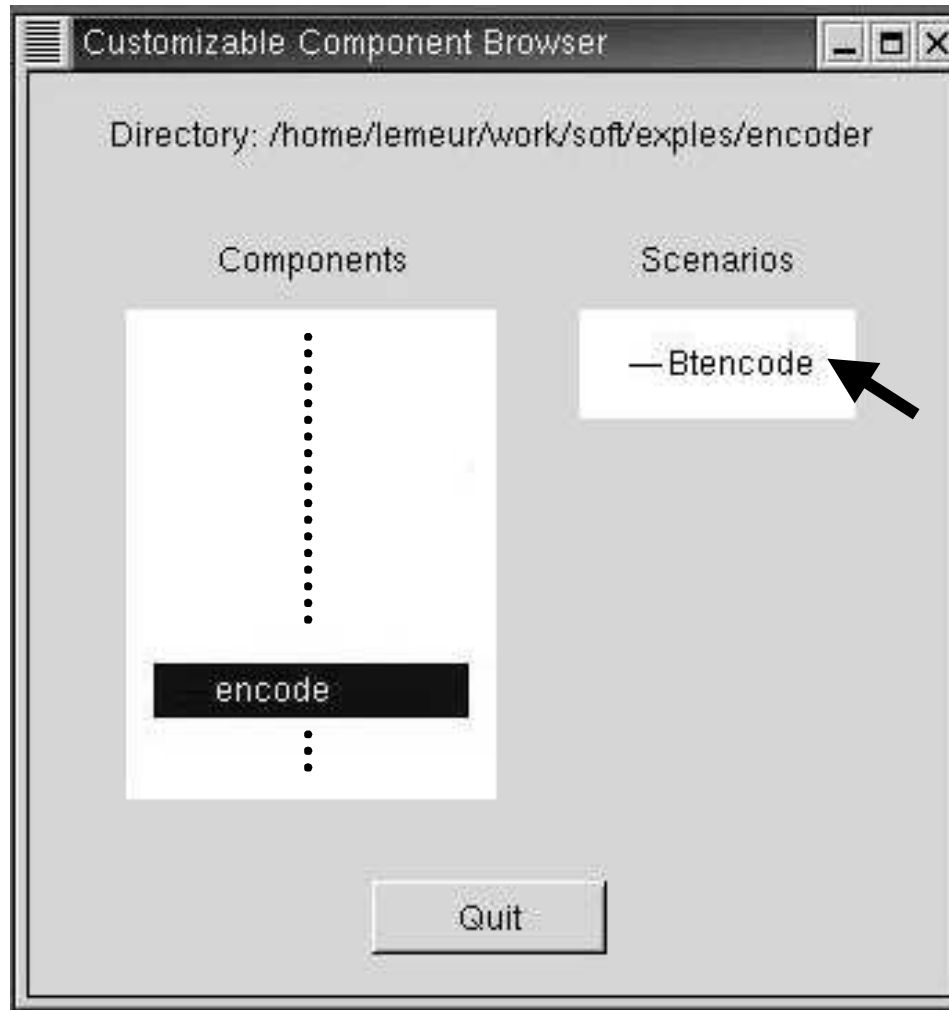 Customizable Component Browser
Directory: /home/lemeur/work/soft/exples/encoder
Components
Scenarios
Btencode
encode
Quit